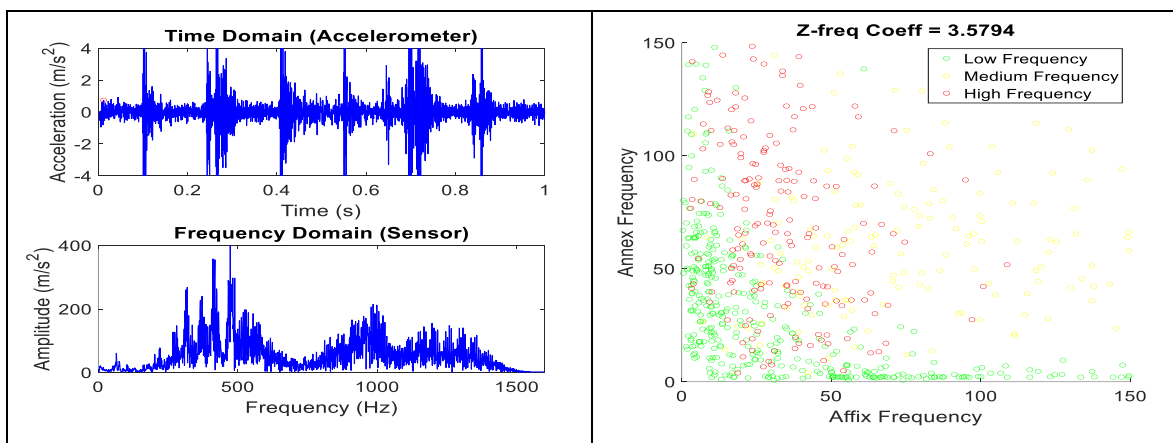 Time Domain (Accelerometer)
Acceleration (m/s²)
4
2
0
-2
-4
0 0.2 0.4 0.6 0.8 1
Time (s)
Frequency Domain (Sensor)
Amplitude (m/s²)
400
200
0
0 500 1000 1500
Frequency (Hz)
Z-freq Coeff = 3.5794
Low Frequency
Medium Frequency
High Frequency
Annex Frequency
150
100
50
0
0 50 100 150
Affix Frequency